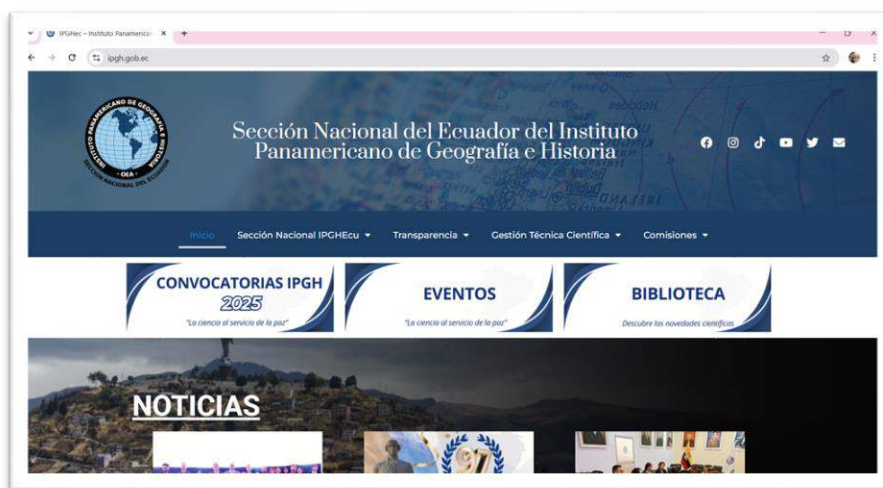 IPGHec – Instituto Panamerica
ipgh.gob.ec
INSTITUTO PANAMERICANO DE GEOGRAFÍA E HISTORIA
OEA
SECCIÓN NACIONAL DEL ECUADOR
Sección Nacional del Ecuador del Instituto
Panamericano de Geografía e Historia
Inicio Sección Nacional IPGHEcu Transparencia Gestión Técnica Científica Comisiones
CONVOCATORIAS IPGH
2025
"La ciencia al servicio de la paz"
EVENTOS
"La ciencia al servicio de la paz"
BIBLIOTECA
Descubre las novedades científicas
NOTICIAS
97